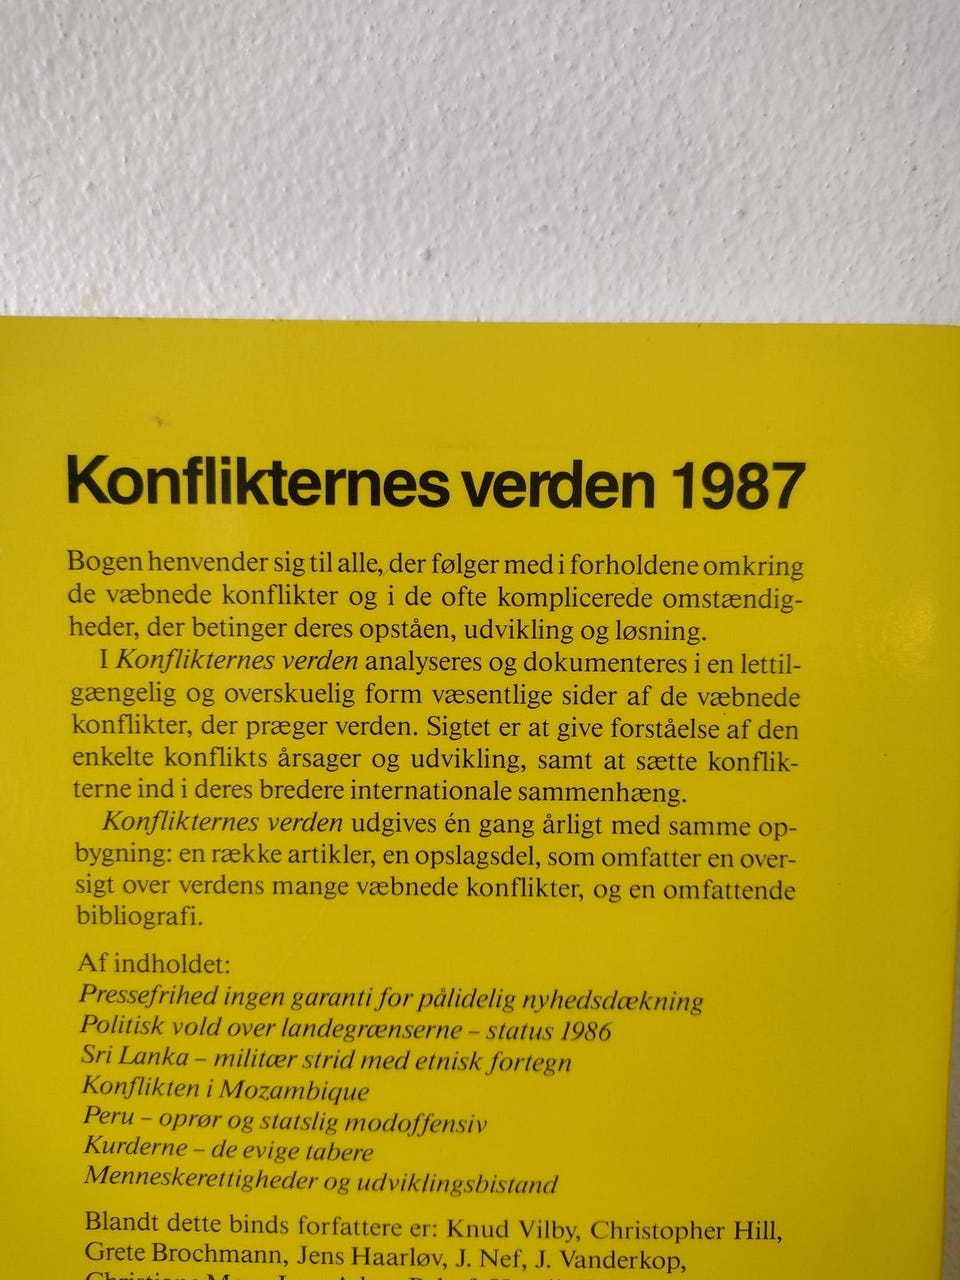 Konflikternes verden 1987
Bogen henvender sig til alle, der følger med i forholdene omkring
de væbnede konflikter og i de ofte komplicerede omstændig-
heder, der betinger deres opståen, udvikling og løsning.
I Konflikternes verden analyseres og dokumenteres i en lettil-
gængelig og overskuelig form væsentlige sider af de væbnede
konflikter, der præger verden. Sigtet er at give forståelse af den
enkelte konflikts årsager og udvikling, samt at sætte konflik-
terne ind i deres bredere internationale sammenhæng.
Konflikternes verden udgives én gang årligt med samme op-
bygning: en række artikler, en opslagsdel, som omfatter en over-
sigt over verdens mange væbnede konflikter, og en omfattende
bibliografi.
Af indholdet:
Pressefrihed ingen garanti for pålidelig nyhedsdækning
Politisk vold over landegrænserne – status 1986
Sri Lanka – militær strid med etnisk fortegn
Konflikten i Mozambique
Peru – oprør og statslig modoffensiv
Kurderne – de evige tabere
Menneskerettigheder og udviklingsbistand
Blandt dette binds forfattere er: Knud Vilby, Christopher Hill,
Grete Brochmann, Jens Haarløv, J. Nef, J. Vanderkop,